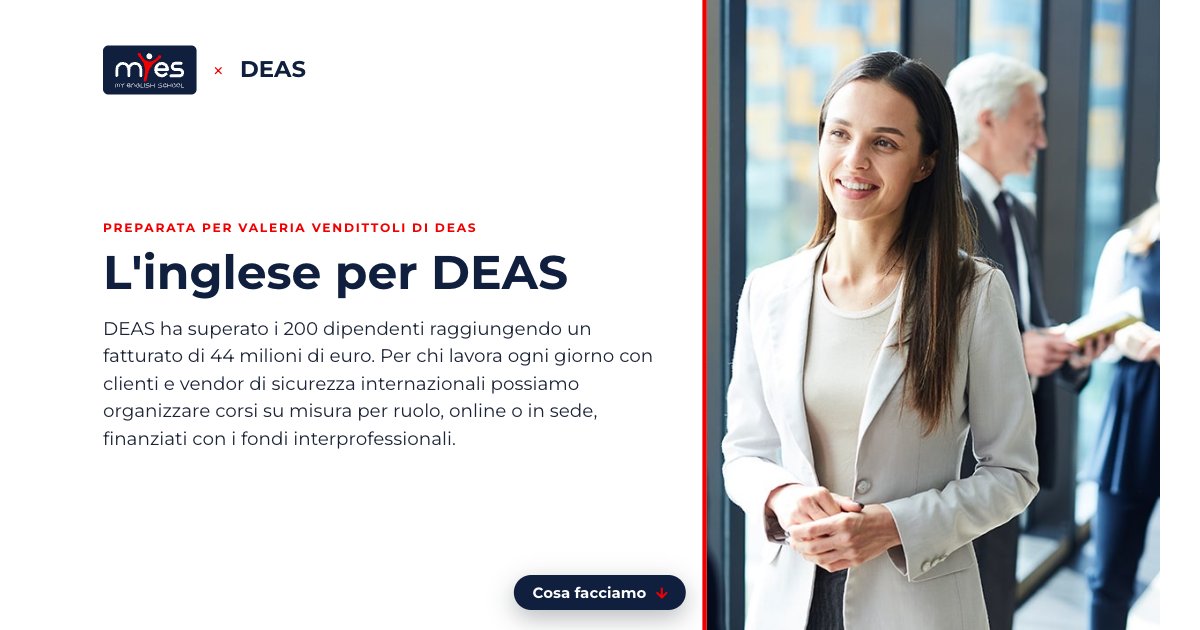 myes
MY ENGLISH SCHOOL
× DEAS
PREPARATA PER VALERIA VENDITTOLI DI DEAS
L'inglese per DEAS
DEAS ha superato i 200 dipendenti raggiungendo un
fatturato di 44 milioni di euro. Per chi lavora ogni giorno con
clienti e vendor di sicurezza internazionali possiamo
organizzare corsi su misura per ruolo, online o in sede,
finanziati con i fondi interprofessionali.
Cosa facciamo ↓